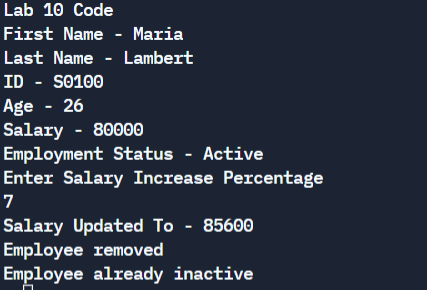 Lab 10 Code
First Name - Maria
Last Name - Lambert
ID - S0100
Age - 26
Salary - 80000
Employment Status - Active
Enter Salary Increase Percentage
7
Salary Updated To - 85600
Employee removed
Employee already inactive